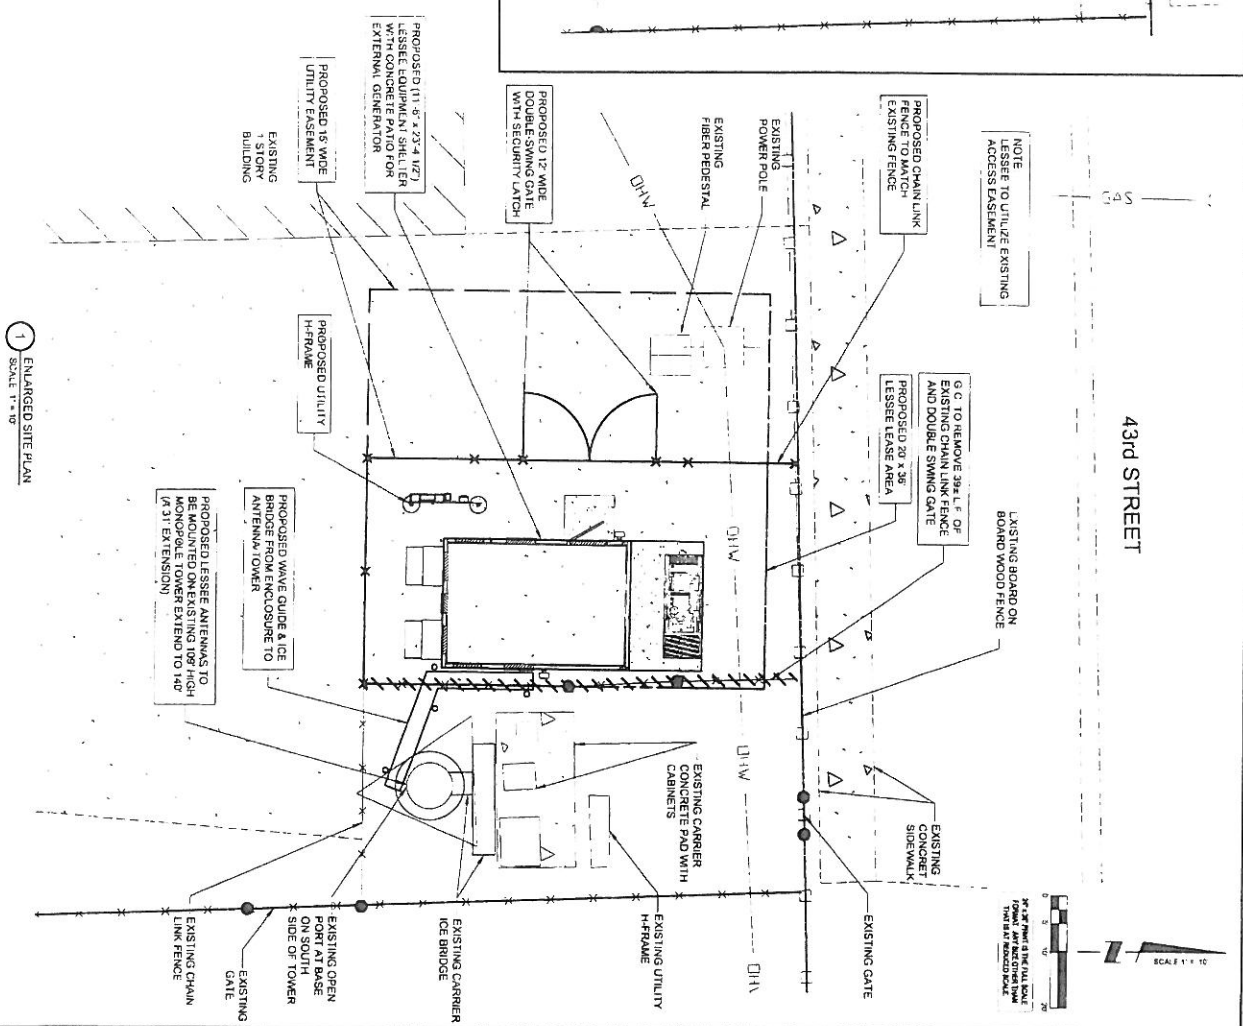 43rd STREET
NOTE
LESSEE TO UTILIZE EXISTING
ACCESS EASEMENT
GAS
PROPOSED CHAIN LINK
FENCE TO MATCH
EXISTING FENCE
EXISTING
POWER POLE
EXISTING
FIBER PEDESTAL
OHW
PROPOSED 12' WIDE
DOUBLE-SWING GATE
WITH SECURITY LATCH
PROPOSED (11'-6" x 23'-4 1/2")
LESSEE EQUIPMENT SHELTER
WITH CONCRETE PATIO FOR
EXTERNAL GENERATOR
PROPOSED 15' WIDE
UTILITY EASEMENT
EXISTING
1 STORY
BUILDING
G C TO REMOVE 39± L.F. OF
EXISTING CHAIN LINK FENCE
AND DOUBLE SWING GATE
PROPOSED 20' x 36'
LESSEE LEASE AREA
EXISTING BOARD ON
BOARD WOOD FENCE
OHW
PROPOSED UTILITY
H-FRAME
PROPOSED WAVE GUIDE & ICE
BRIDGE FROM ENCLOSURE TO
ANTENNA TOWER
PROPOSED LESSEE ANTENNAS TO
BE MOUNTED ON EXISTING 109' HIGH
MONOPOLE TOWER EXTEND TO 140'
(A 31' EXTENSION)
OHW
EXISTING CARRIER
CONCRETE PAD WITH
CABINETS
EXISTING
CONCRET
SIDEWALK
EXISTING GATE
EXISTING UTILITY
H-FRAME
EXISTING CARRIER
ICE BRIDGE
EXISTING OPEN
PORT AT BASE
ON SOUTH
SIDE OF TOWER
EXISTING
GATE
EXISTING CHAIN
LINK FENCE
0 5 10 20
SCALE 1" = 10'
1
ENLARGED SITE PLAN
SCALE 1" = 10'